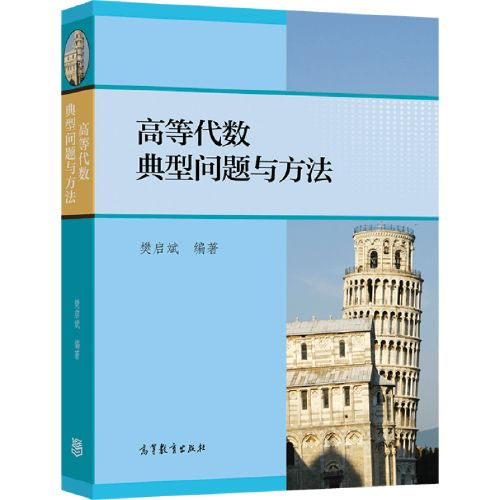 高等代数
典型问题与方法
樊启斌 编著
高等教育出版社
高等代数
典型问题与方法
樊启斌 编著